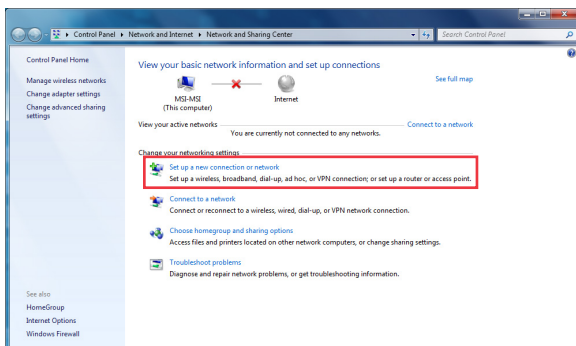 Control Panel ▸ Network and Internet ▸ Network and Sharing Center
Search Control Panel
Control Panel Home
Manage wireless networks
Change adapter settings
Change advanced sharing
settings
See also
HomeGroup
Internet Options
Windows Firewall
View your basic network information and set up connections
See full map
MSI-MSI
(This computer)
Internet
View your active networks
Connect to a network
You are currently not connected to any networks.
Change your networking settings
Set up a new connection or network
Set up a wireless, broadband, dial-up, ad hoc, or VPN connection; or set up a router or access point.
Connect to a network
Connect or reconnect to a wireless, wired, dial-up, or VPN network connection.
Choose homegroup and sharing options
Access files and printers located on other network computers, or change sharing settings.
Troubleshoot problems
Diagnose and repair network problems, or get troubleshooting information.